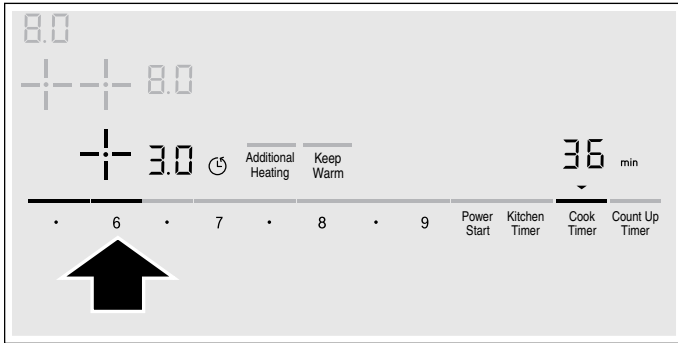 8.0
8.0
3.0
Additional Heating
Keep Warm
36 min
· 6 · 7 · 8 · 9
Power Start
Kitchen Timer
Cook Timer
Count Up Timer